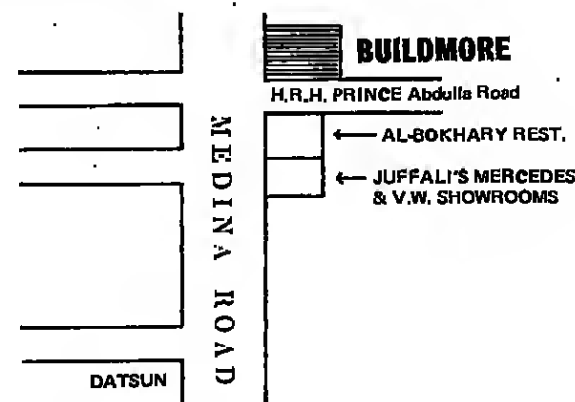 BUILDMORE
H.R.H. PRINCE Abdulla Road
AL-BOKHARY REST.
JUFFALI'S MERCEDES
& V.W. SHOWROOMS
MEDINA ROAD
DATSUN